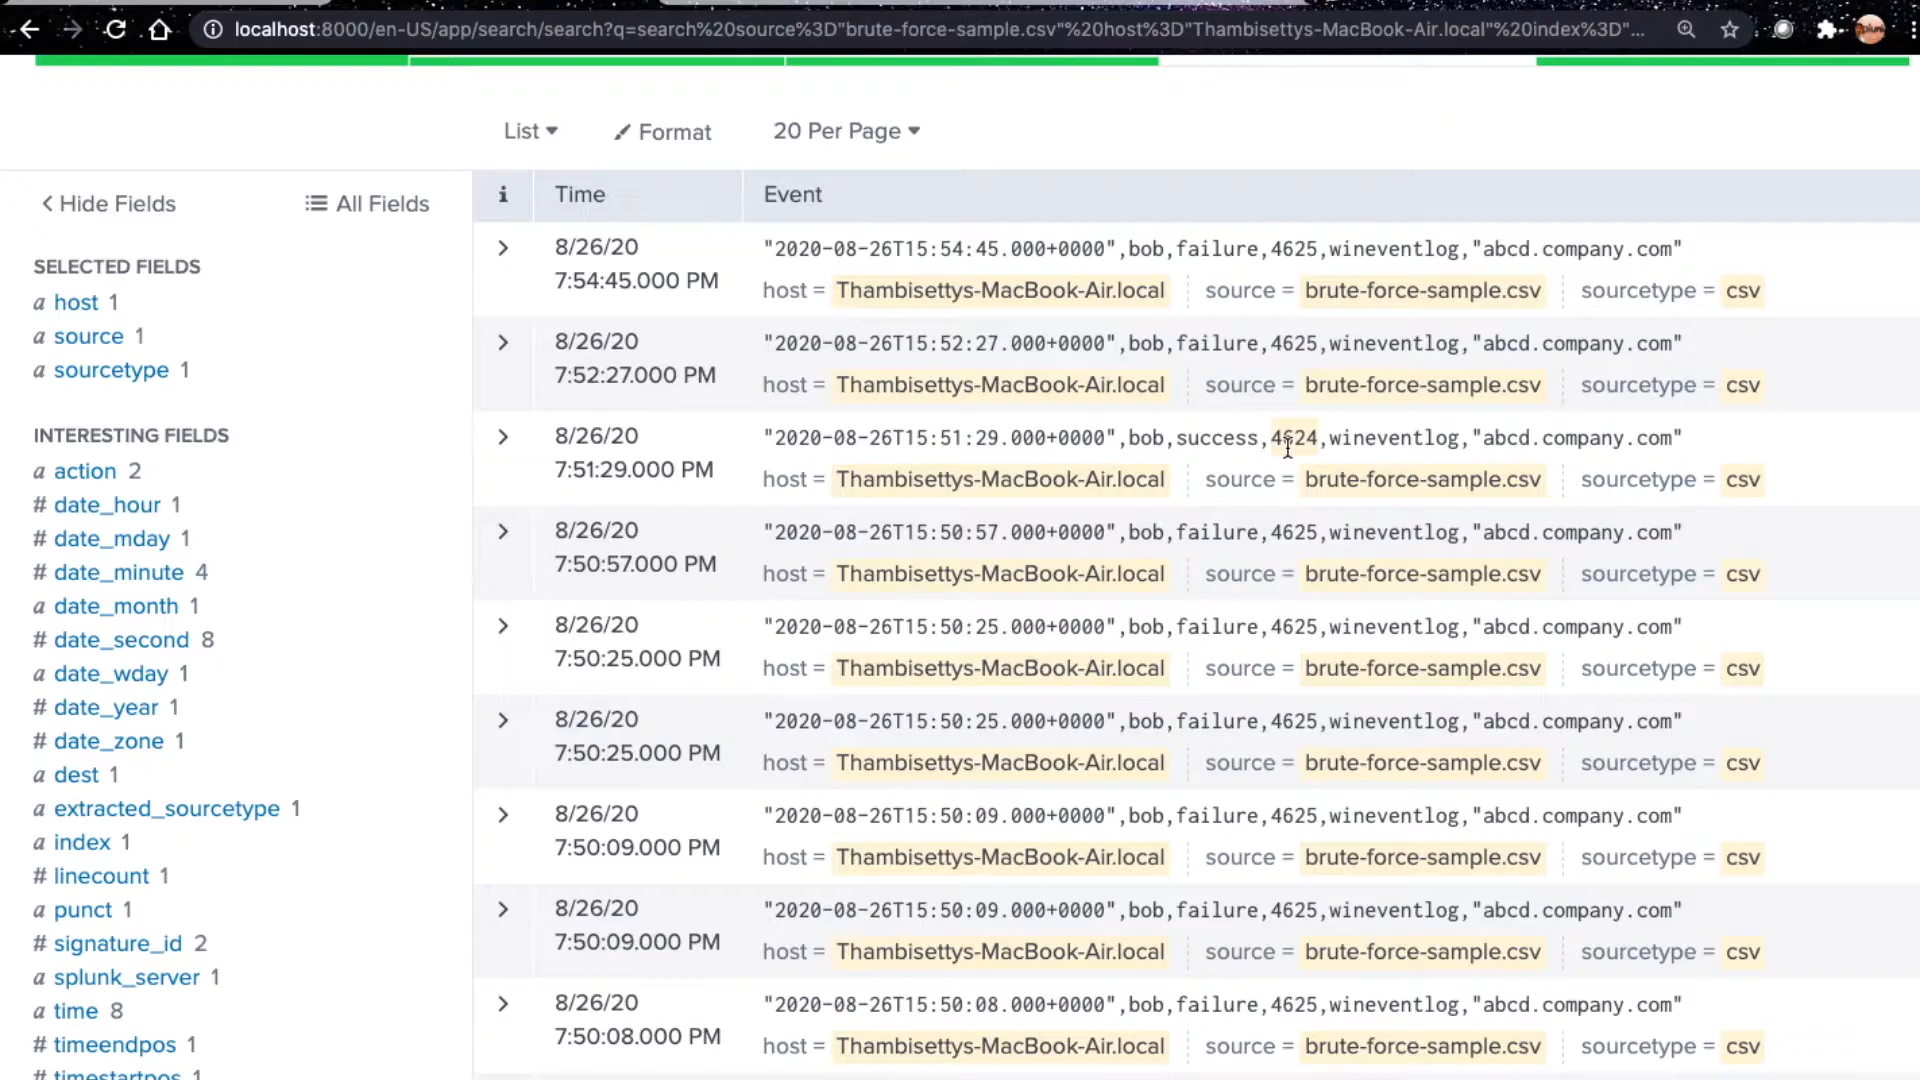 localhost:8000/en-US/app/search/search?q=search%20source%3D"brute-force-sample.csv"%20host%3D"Thambisettys-MacBook-Air.local"%20index%3D"...
List Format 20 Per Page
Hide Fields All Fields
SELECTED FIELDS
a host 1
a source 1
a sourcetype 1
INTERESTING FIELDS
a action 2
# date_hour 1
# date_mday 1
# date_minute 4
a date_month 1
# date_second 8
a date_wday 1
# date_year 1
# date_zone 1
a dest 1
a extracted_sourcetype 1
a index 1
# linecount 1
a punct 1
# signature_id 2
a splunk_server 1
a time 8
# timeendpos 1
# timestartpos 1
i Time Event
8/26/20
7:54:45.000 PM
"2020-08-26T15:54:45.000+0000",bob,failure,4625,wineventlog,"abcd.company.com"
host = Thambisettys-MacBook-Air.local source = brute-force-sample.csv sourcetype = csv
8/26/20
7:52:27.000 PM
"2020-08-26T15:52:27.000+0000",bob,failure,4625,wineventlog,"abcd.company.com"
host = Thambisettys-MacBook-Air.local source = brute-force-sample.csv sourcetype = csv
8/26/20
7:51:29.000 PM
"2020-08-26T15:51:29.000+0000",bob,success,4624,wineventlog,"abcd.company.com"
host = Thambisettys-MacBook-Air.local source = brute-force-sample.csv sourcetype = csv
8/26/20
7:50:57.000 PM
"2020-08-26T15:50:57.000+0000",bob,failure,4625,wineventlog,"abcd.company.com"
host = Thambisettys-MacBook-Air.local source = brute-force-sample.csv sourcetype = csv
8/26/20
7:50:25.000 PM
"2020-08-26T15:50:25.000+0000",bob,failure,4625,wineventlog,"abcd.company.com"
host = Thambisettys-MacBook-Air.local source = brute-force-sample.csv sourcetype = csv
8/26/20
7:50:25.000 PM
"2020-08-26T15:50:25.000+0000",bob,failure,4625,wineventlog,"abcd.company.com"
host = Thambisettys-MacBook-Air.local source = brute-force-sample.csv sourcetype = csv
8/26/20
7:50:09.000 PM
"2020-08-26T15:50:09.000+0000",bob,failure,4625,wineventlog,"abcd.company.com"
host = Thambisettys-MacBook-Air.local source = brute-force-sample.csv sourcetype = csv
8/26/20
7:50:09.000 PM
"2020-08-26T15:50:09.000+0000",bob,failure,4625,wineventlog,"abcd.company.com"
host = Thambisettys-MacBook-Air.local source = brute-force-sample.csv sourcetype = csv
8/26/20
7:50:08.000 PM
"2020-08-26T15:50:08.000+0000",bob,failure,4625,wineventlog,"abcd.company.com"
host = Thambisettys-MacBook-Air.local source = brute-force-sample.csv sourcetype = csv